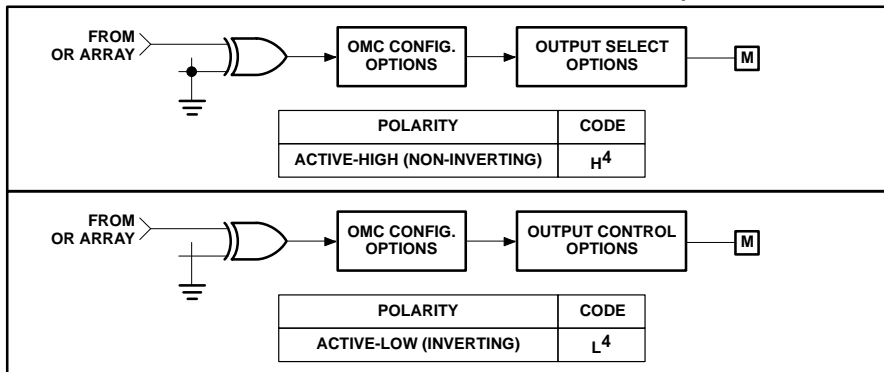 FROM
OR ARRAY
OMC CONFIG.
OPTIONS
OUTPUT SELECT
OPTIONS
M
POLARITY CODE
ACTIVE-HIGH (NON-INVERTING) H4
FROM
OR ARRAY
OMC CONFIG.
OPTIONS
OUTPUT CONTROL
OPTIONS
M
POLARITY CODE
ACTIVE-LOW (INVERTING) L4